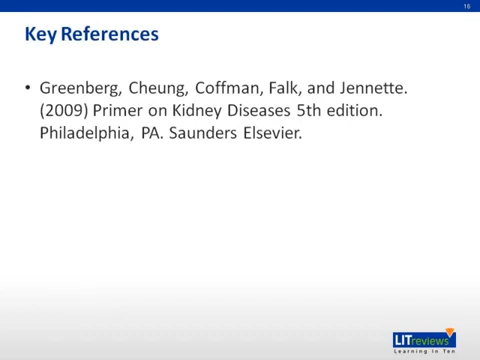 16
Key References
• Greenberg, Cheung, Coffman, Falk, and Jennette.
(2009) Primer on Kidney Diseases 5th edition.
Philadelphia, PA. Saunders Elsevier.
LITreviews
Learning In Ten